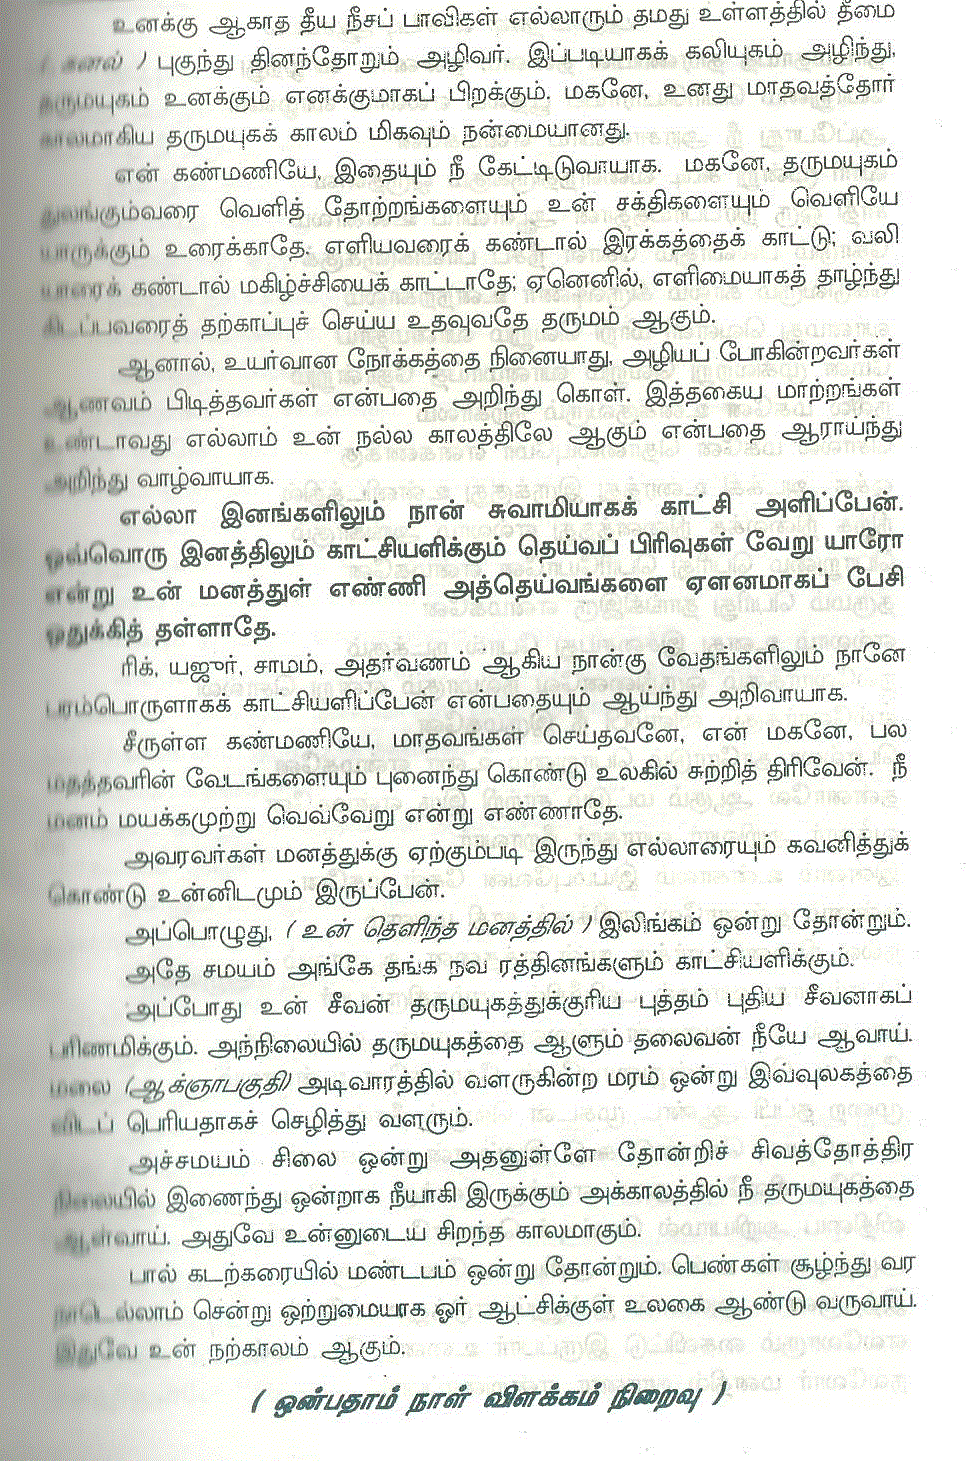 உனக்கு ஆகாத தீய நீசப் பாவிகள் எல்லாரும் தமது உள்ளத்தில் தீமை
( கனல் ) புகுந்து தினந்தோறும் அழிவர். இப்படியாகக் கலியுகம் அழிந்து,
தருமயுகம் உனக்கும் எனக்குமாகப் பிறக்கும். மகனே, உனது மாதவத்தோர்
காலமாகிய தருமயுகக் காலம் மிகவும் நன்மையானது.
என் கண்மணியே, இதையும் நீ கேட்டிடுவாயாக. மகனே, தருமயுகம்
துலங்கும்வரை வெளித் தோற்றங்களையும் உன் சக்திகளையும் வெளியே
யாருக்கும் உரைக்காதே. எளியவரைக் கண்டால் இரக்கத்தைக் காட்டு; வலி
யாரைக் கண்டால் மகிழ்ச்சியைக் காட்டாதே; ஏனெனில், எளிமையாகத் தாழ்ந்து
கிடப்பவரைத் தற்காப்புச் செய்ய உதவுவதே தருமம் ஆகும்.
ஆனால், உயர்வான நோக்கத்தை நினையாது, அழியப் போகின்றவர்கள்
ஆணவம் பிடித்தவர்கள் என்பதை அறிந்து கொள். இத்தகைய மாற்றங்கள்
உண்டாவது எல்லாம் உன் நல்ல காலத்திலே ஆகும் என்பதை ஆராய்ந்து
அறிந்து வாழ்வாயாக.
எல்லா இனங்களிலும் நான் சுவாமியாகக் காட்சி அளிப்பேன்.
ஒவ்வொரு இனத்திலும் காட்சியளிக்கும் தெய்வப் பிரிவுகள் வேறு யாரோ
என்று உன் மனத்துள் எண்ணி அத்தெய்வங்களை ஏளனமாகப் பேசி
ஒதுக்கித் தள்ளாதே.
ரிக், யஜுர், சாமம், அதர்வணம் ஆகிய நான்கு வேதங்களிலும் நானே
பரம்பொருளாகக் காட்சியளிப்பேன் என்பதையும் ஆய்ந்து அறிவாயாக.
சீருள்ள கண்மணியே, மாதவங்கள் செய்தவனே, என் மகனே, பல
மதத்தவரின் வேடங்களையும் புனைந்து கொண்டு உலகில் சுற்றித் திரிவேன். நீ
மனம் மயக்கமுற்று வெவ்வேறு என்று எண்ணாதே.
அவரவர்கள் மனத்துக்கு ஏற்கும்படி இருந்து எல்லாரையும் கவனித்துக்
கொண்டு உன்னிடமும் இருப்பேன்.
அப்பொழுது, ( உன் தெளிந்த மனத்தில் ) இலிங்கம் ஒன்று தோன்றும்.
அதே சமயம் அங்கே தங்க நவ ரத்தினங்களும் காட்சியளிக்கும்.
அப்போது உன் சீவன் தருமயுகத்துக்குரிய புத்தம் புதிய சீவனாகப்
பரிணமிக்கும். அந்நிலையில் தருமயுகத்தை ஆளும் தலைவன் நீயே ஆவாய்.
மலை (ஆக்ஞாபகுதி) அடிவாரத்தில் வளருகின்ற மரம் ஒன்று இவ்வுலகத்தை
விடப் பெரியதாகச் செழித்து வளரும்.
அச்சமயம் சிலை ஒன்று அதனுள்ளே தோன்றிச் சிவத்தோத்திர
நிலையில் இணைந்து ஒன்றாக நீயாகி இருக்கும் அக்காலத்தில் நீ தருமயுகத்தை
ஆள்வாய். அதுவே உன்னுடைய சிறந்த காலமாகும்.
பால் கடற்கரையில் மண்டபம் ஒன்று தோன்றும். பெண்கள் சூழ்ந்து வர
நாடெல்லாம் சென்று ஒற்றுமையாக ஓர் ஆட்சிக்குள் உலகை ஆண்டு வருவாய்.
இதுவே உன் நற்காலம் ஆகும்.
( ஒன்பதாம் நாள் விளக்கம் நிறைவு )